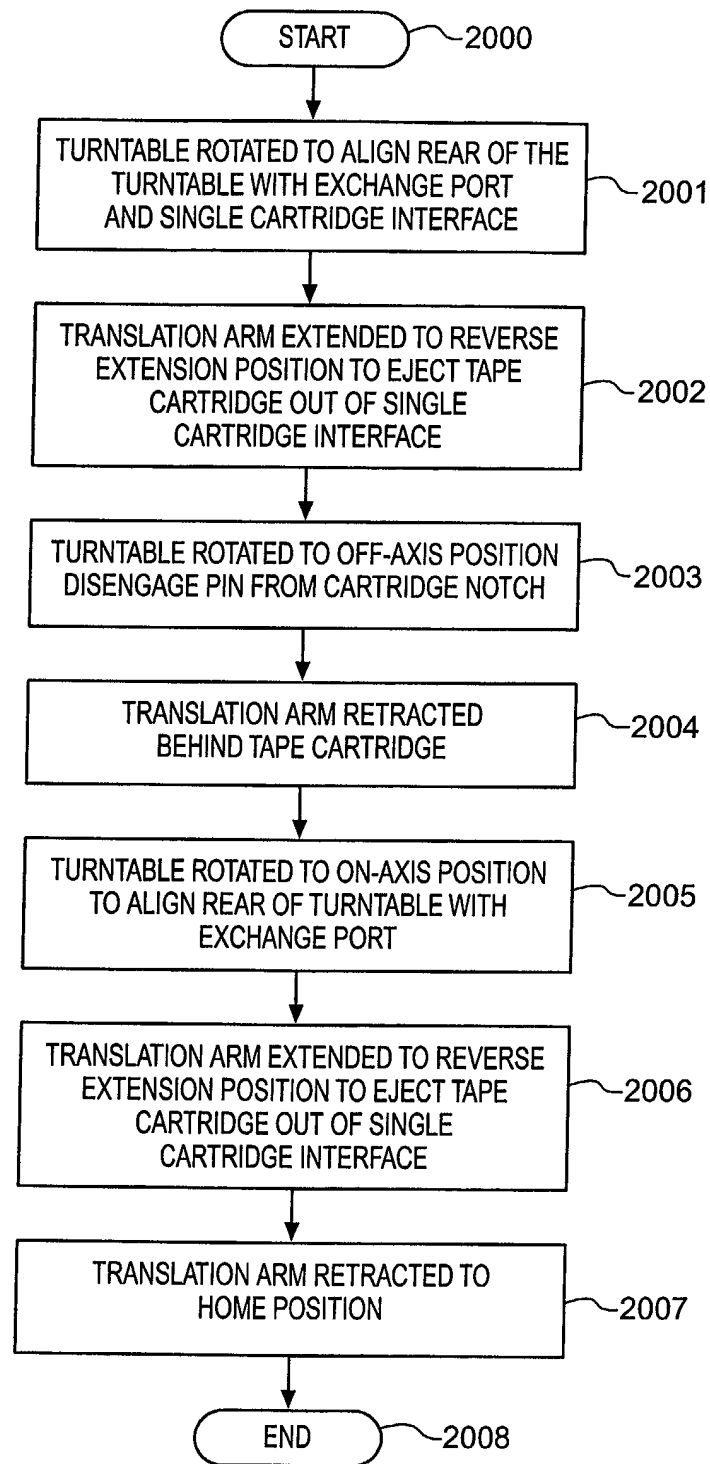 START
2000
TURNTABLE ROTATED TO ALIGN REAR OF THE
TURNTABLE WITH EXCHANGE PORT
AND SINGLE CARTRIDGE INTERFACE
2001
TRANSLATION ARM EXTENDED TO REVERSE
EXTENSION POSITION TO EJECT TAPE
CARTRIDGE OUT OF SINGLE
CARTRIDGE INTERFACE
2002
TURNTABLE ROTATED TO OFF-AXIS POSITION
DISENGAGE PIN FROM CARTRIDGE NOTCH
2003
TRANSLATION ARM RETRACTED
BEHIND TAPE CARTRIDGE
2004
TURNTABLE ROTATED TO ON-AXIS POSITION
TO ALIGN REAR OF TURNTABLE WITH
EXCHANGE PORT
2005
TRANSLATION ARM EXTENDED TO REVERSE
EXTENSION POSITION TO EJECT TAPE
CARTRIDGE OUT OF SINGLE
CARTRIDGE INTERFACE
2006
TRANSLATION ARM RETRACTED TO
HOME POSITION
2007
END
2008